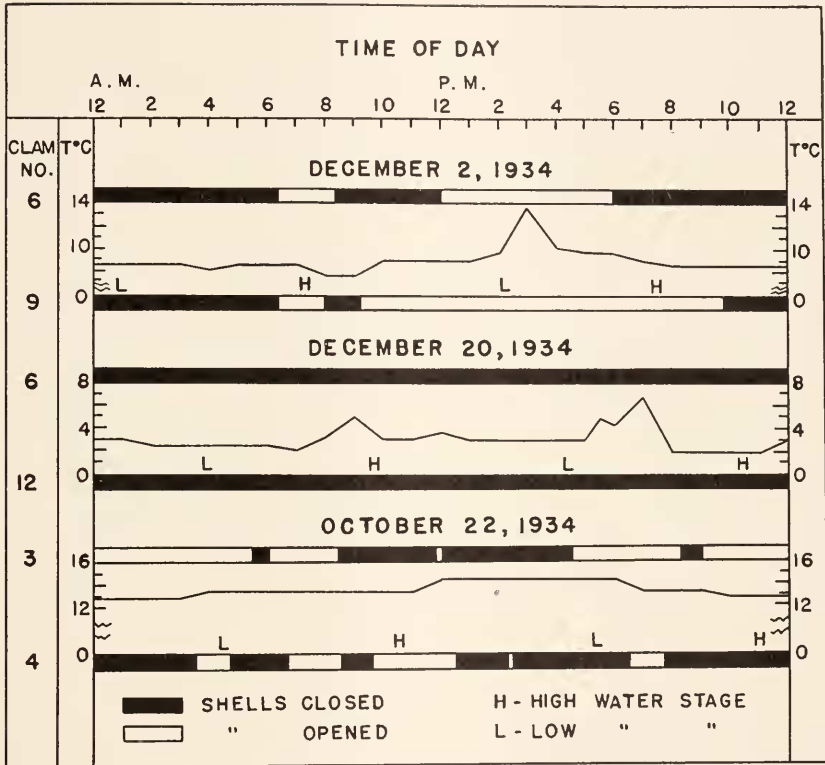 TIME OF DAY
A.M. P.M.
12 2 4 6 8 10 12 2 4 6 8 10 12
CLAM NO. T°C T°C
DECEMBER 2, 1934
6 14 14
10 10
L H L H
0 0
9
DECEMBER 20, 1934
6 8 8
4 4
L H L H
0 0
12
OCTOBER 22, 1934
3 16 16
12 12
L H L H
0 0
4
SHELLS CLOSED H - HIGH WATER STAGE
" OPENED L - LOW " "